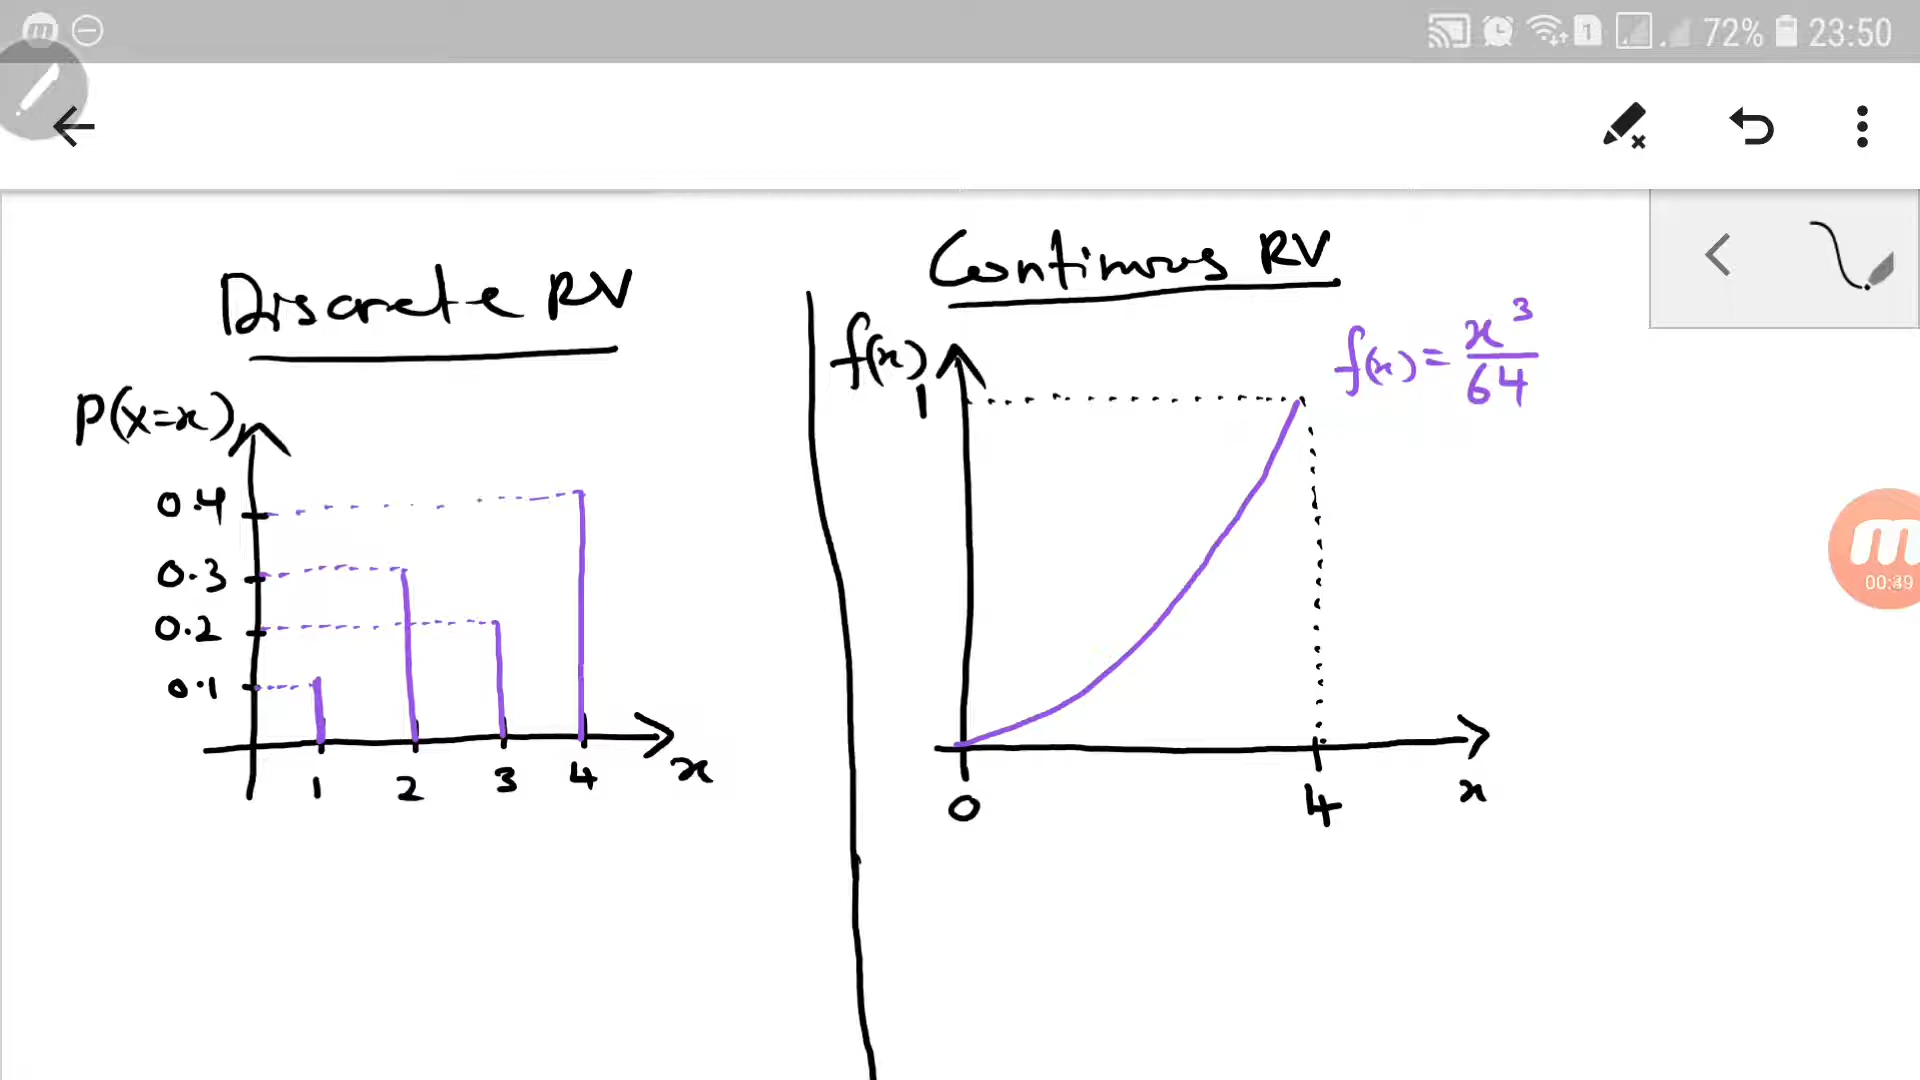 72% 23:50
Discrete RV
P(X=x)
0.4
0.3
0.2
0.1
1 2 3 4 x
Continuous RV
f(x)
1
f(x) = x³/64
0 4 x
00:49